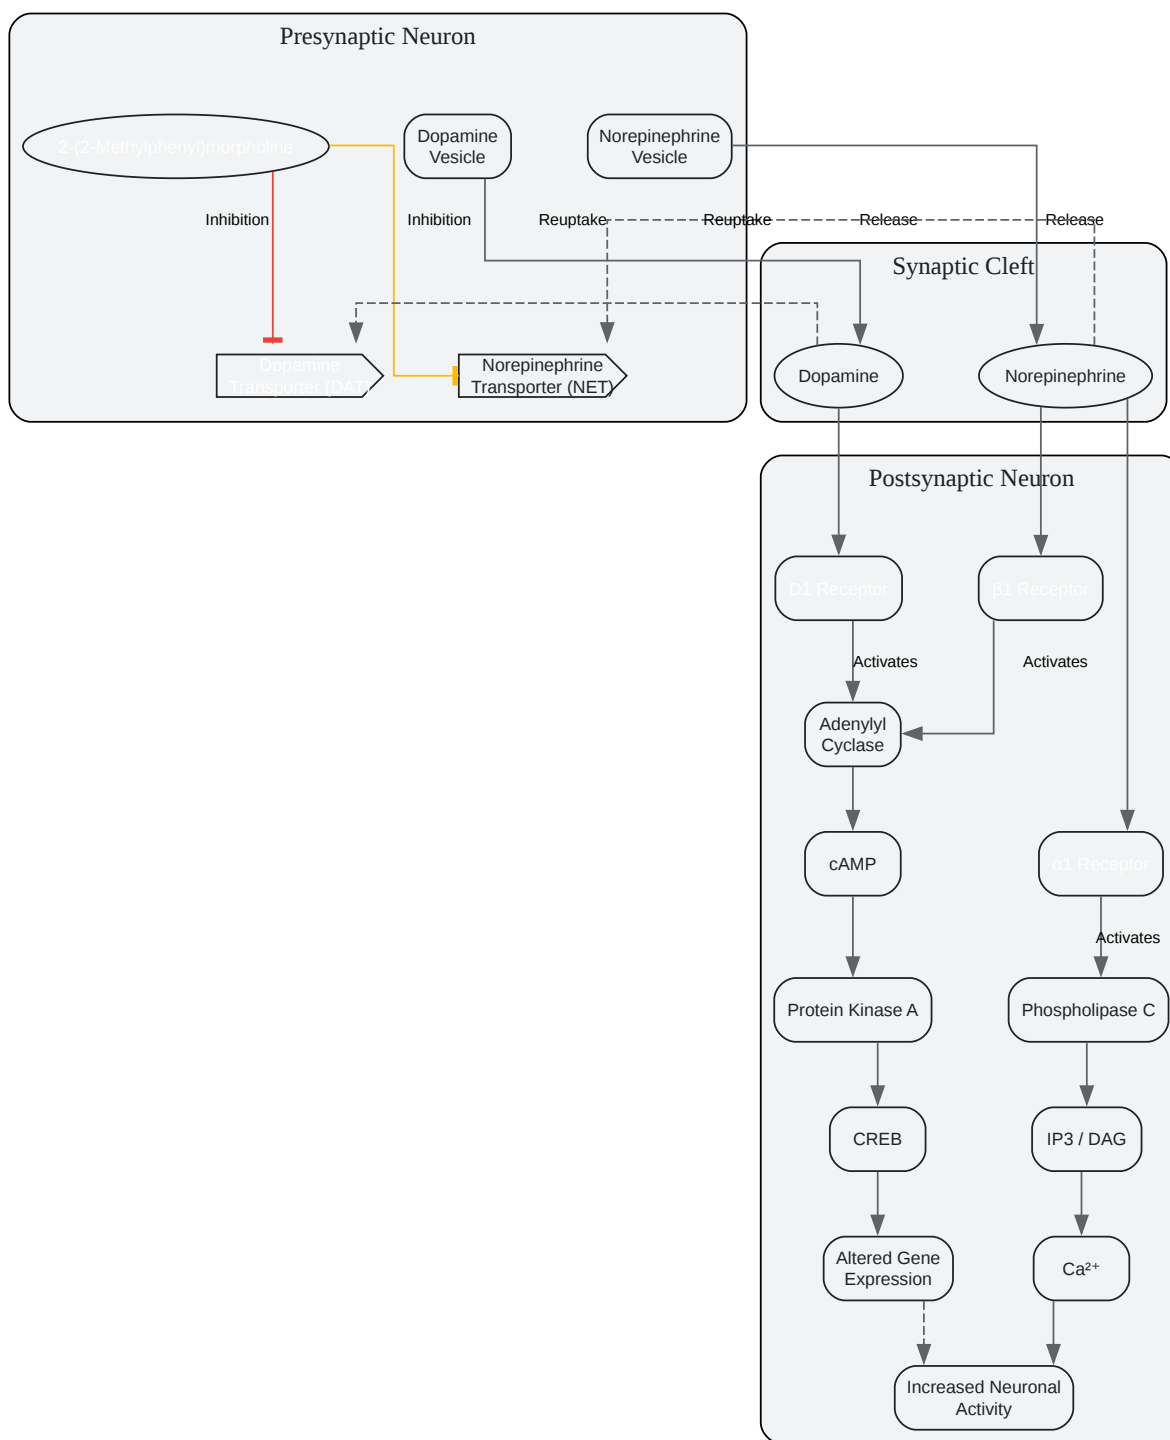 Presynaptic Neuron
2-(2-Methylphenyl)morpholine
Dopamine
Vesicle
Norepinephrine
Vesicle
Inhibition
Inhibition
Reuptake
Reuptake
Release
Release
Synaptic Cleft
Dopamine
Transporter (DAT)
Norepinephrine
Transporter (NET)
Dopamine
Norepinephrine
Postsynaptic Neuron
D1 Receptor
β1 Receptor
Activates
Activates
Adenylyl
Cyclase
cAMP
α1 Receptor
Activates
Protein Kinase A
Phospholipase C
CREB
IP3 / DAG
Altered Gene
Expression
Ca²⁺
Increased Neuronal
Activity